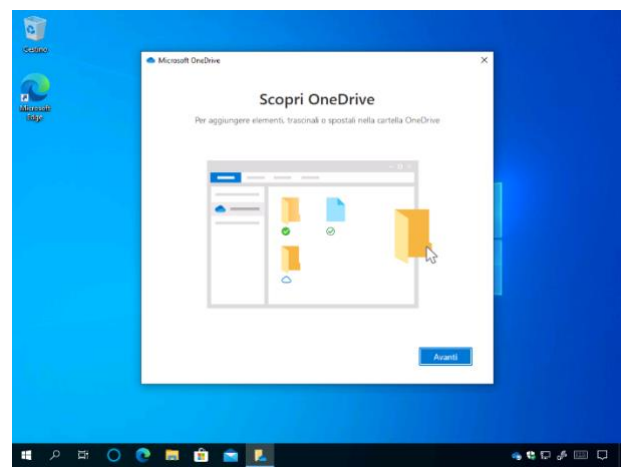 Cestino
Microsoft
Edge
Microsoft OneDrive
Scopri OneDrive
Per aggiungere elementi, trascinali o spostali nella cartella OneDrive
Avanti